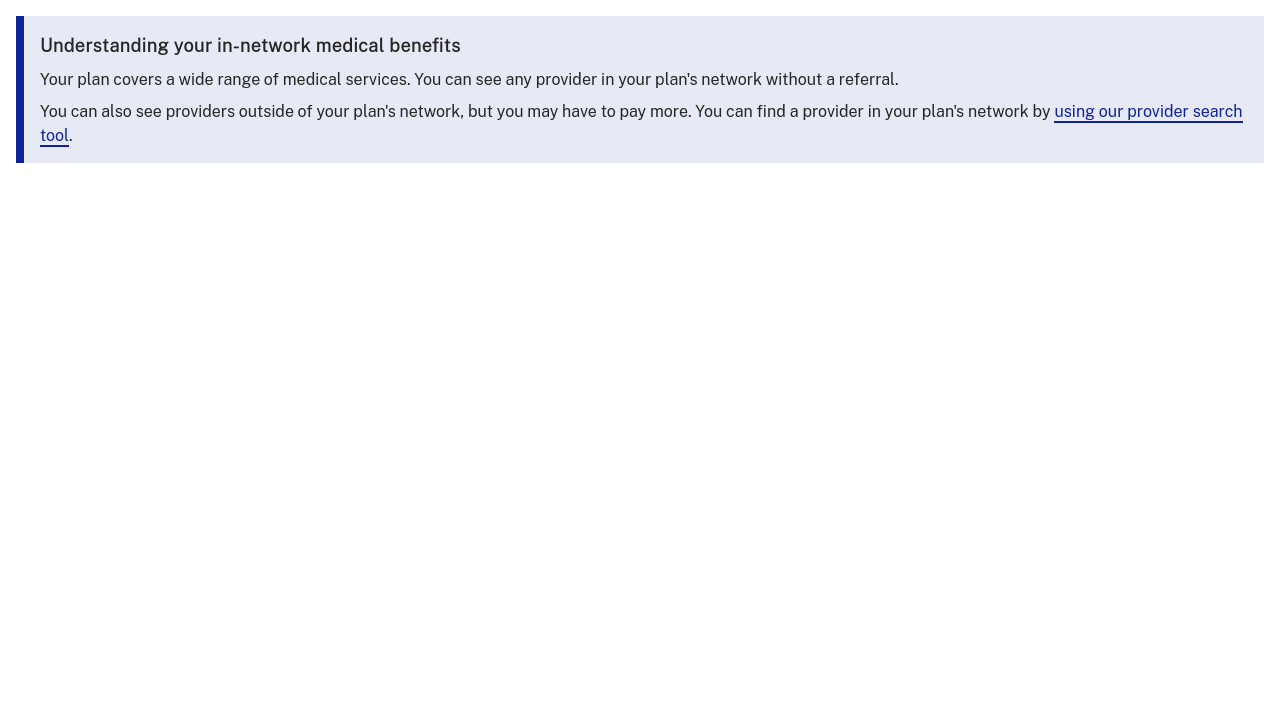 Understanding your in-network medical benefits
Your plan covers a wide range of medical services. You can see any provider in your plan's network without a referral.
You can also see providers outside of your plan's network, but you may have to pay more. You can find a provider in your plan's network by using our provider search
tool.